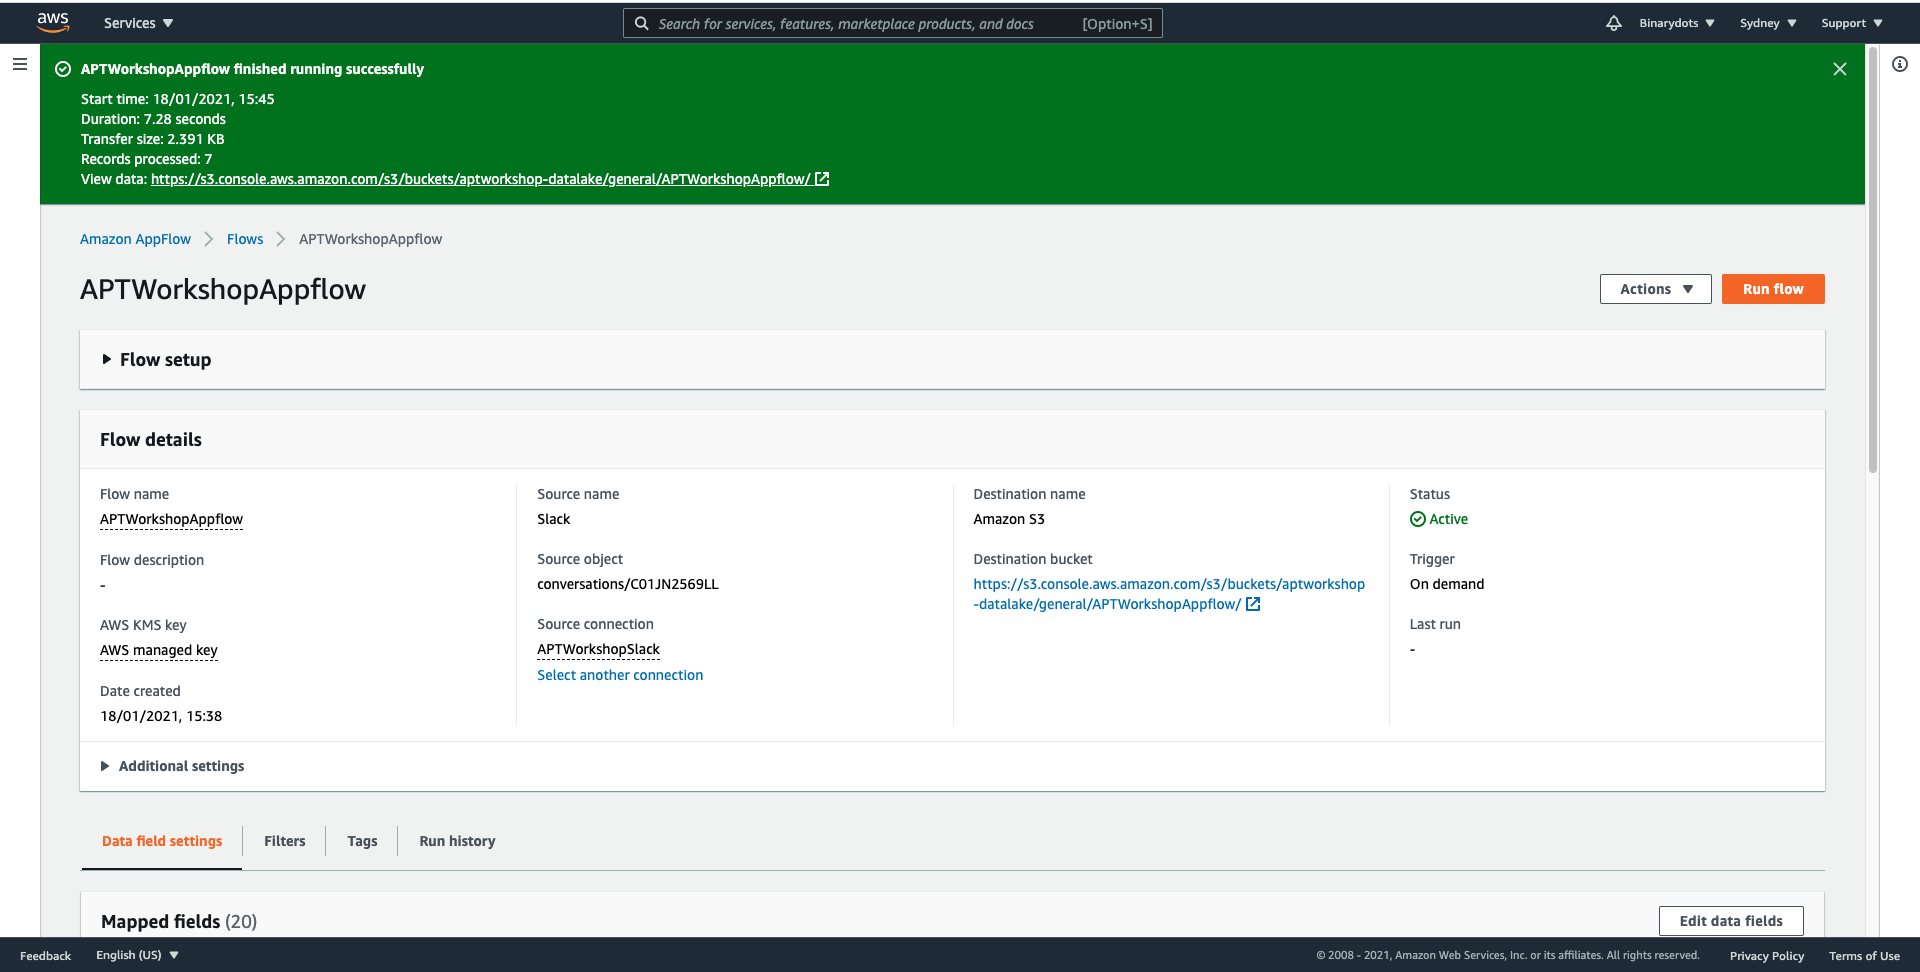 aws
Services
Search for services, features, marketplace products, and docs
[Option+S]
Binarydots
Sydney
Support
APTWorkshopAppflow finished running successfully
Start time: 18/01/2021, 15:45
Duration: 7.28 seconds
Transfer size: 2.391 KB
Records processed: 7
View data: https://s3.console.aws.amazon.com/s3/buckets/aptworkshop-datalake/general/APTWorkshopAppflow/
Amazon AppFlow
Flows
APTWorkshopAppflow
APTWorkshopAppflow
Actions
Run flow
Flow setup
Flow details
Flow name
APTWorkshopAppflow
Flow description
-
AWS KMS key
AWS managed key
Date created
18/01/2021, 15:38
Source name
Slack
Source object
conversations/C01JN2569LL
Source connection
APTWorkshopSlack
Select another connection
Destination name
Amazon S3
Destination bucket
https://s3.console.aws.amazon.com/s3/buckets/aptworkshop
-datalake/general/APTWorkshopAppflow/
Status
Active
Trigger
On demand
Last run
-
Additional settings
Data field settings
Filters
Tags
Run history
Mapped fields (20)
Edit data fields
Feedback
English (US)
© 2008 - 2021, Amazon Web Services, Inc. or its affiliates. All rights reserved.
Privacy Policy
Terms of Use